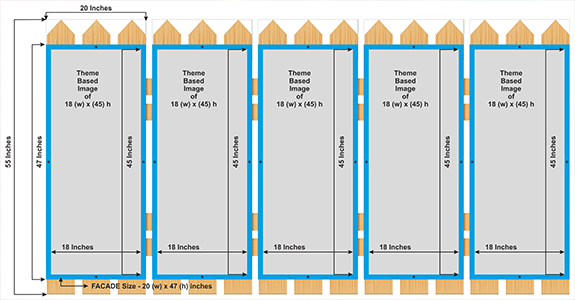 20 Inches
55 Inches
47 Inches
Theme
Based
Image
of
18 (w) x (45) h
45 Inches
18 Inches
Theme
Based
Image
of
18 (w) x (45) h
45 Inches
18 Inches
Theme
Based
Image
of
18 (w) x (45) h
45 Inches
18 Inches
Theme
Based
Image
of
18 (w) x (45) h
45 Inches
18 Inches
Theme
Based
Image
of
18 (w) x (45) h
45 Inches
18 Inches
FACADE Size - 20 (w) x 47 (h) inches